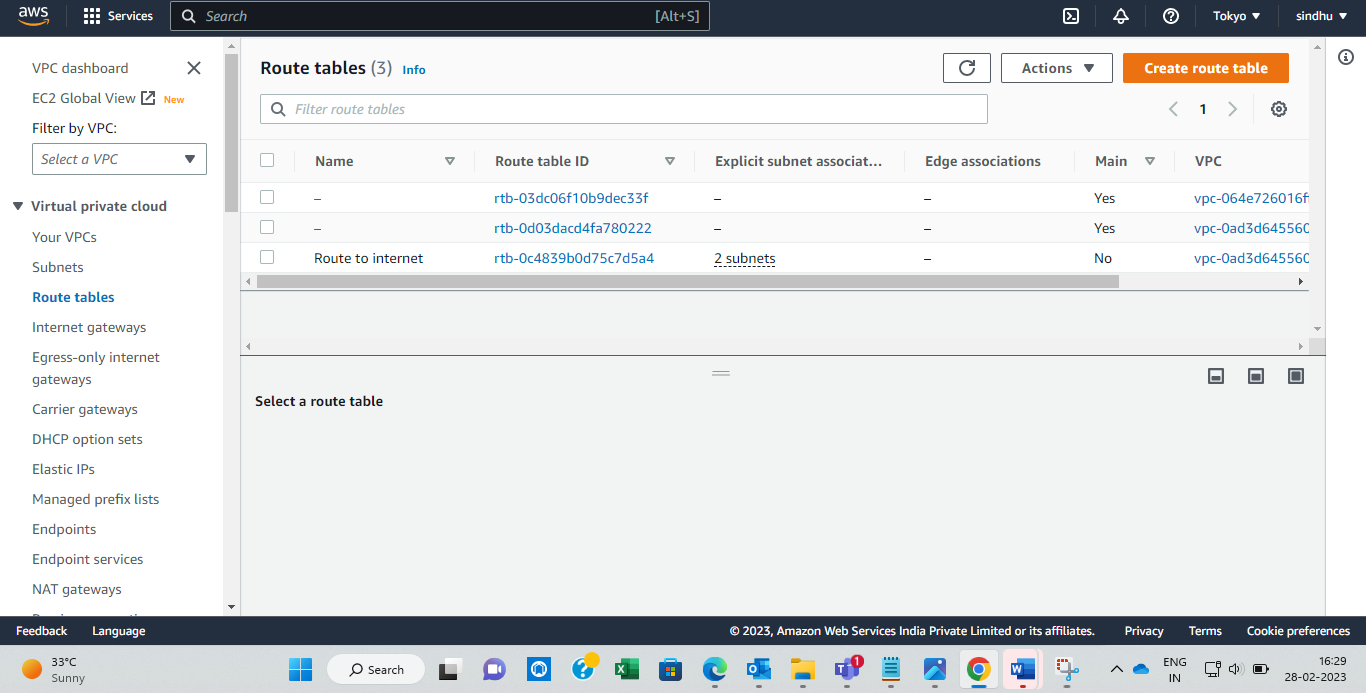 aws
Services
Search
[Alt+S]
Tokyo
sindhu
VPC dashboard
EC2 Global View
New
Filter by VPC:
Select a VPC
Virtual private cloud
Your VPCs
Subnets
Route tables
Internet gateways
Egress-only internet
gateways
Carrier gateways
DHCP option sets
Elastic IPs
Managed prefix lists
Endpoints
Endpoint services
NAT gateways
Route tables (3) Info
Actions
Create route table
Filter route tables
1
Name Route table ID Explicit subnet associat... Edge associations Main VPC
– rtb-03dc06f10b9dec33f – – Yes vpc-064e726016f
– rtb-0d03dacd4fa780222 – – Yes vpc-0ad3d645560
Route to internet rtb-0c4839b0d75c7d5a4 2 subnets – No vpc-0ad3d645560
Select a route table
Feedback
Language
© 2023, Amazon Web Services India Private Limited or its affiliates.
Privacy
Terms
Cookie preferences
33°C
Sunny
Search
1
ENG
IN
16:29
28-02-2023